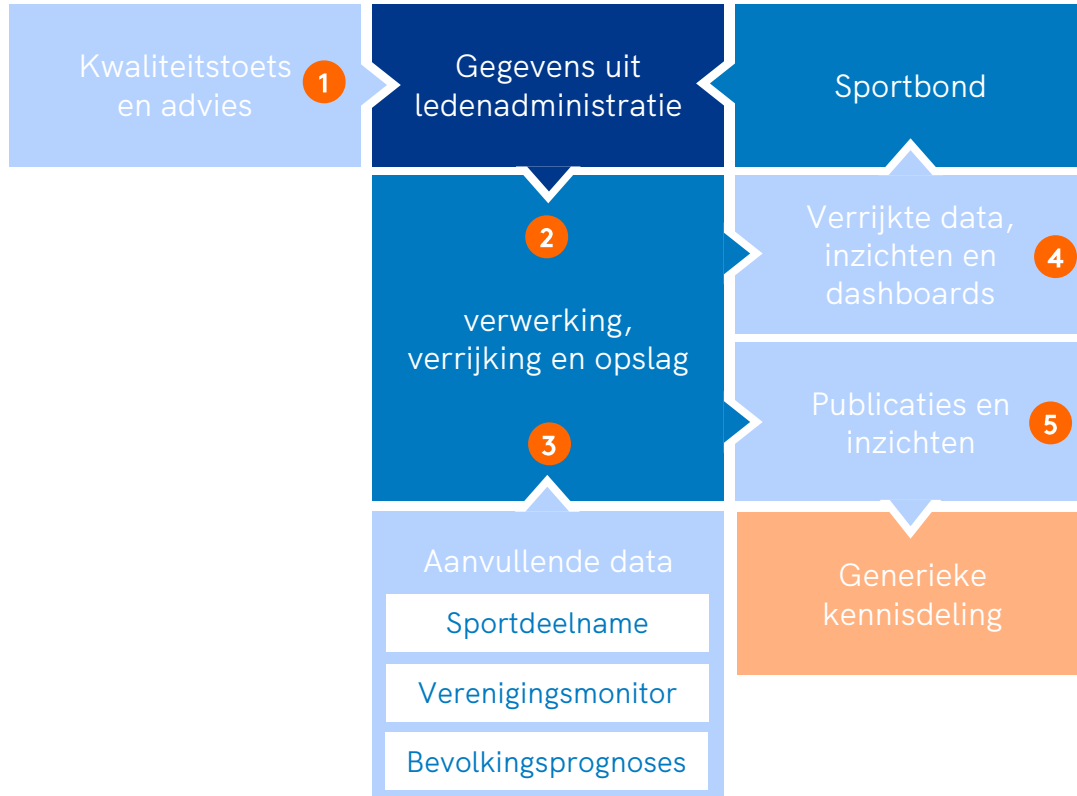 Kwaliteitstoets
en advies
1
Gegevens uit
ledenadministratie
Sportbond
2
verwerking,
verrijking en opslag
3
Verrijkte data,
inzichten en
dashboards
4
Publicaties en
inzichten
5
Aanvullende data
Sportdeelname
Verenigingsmonitor
Bevolkingsprognoses
Generieke
kennisdeling